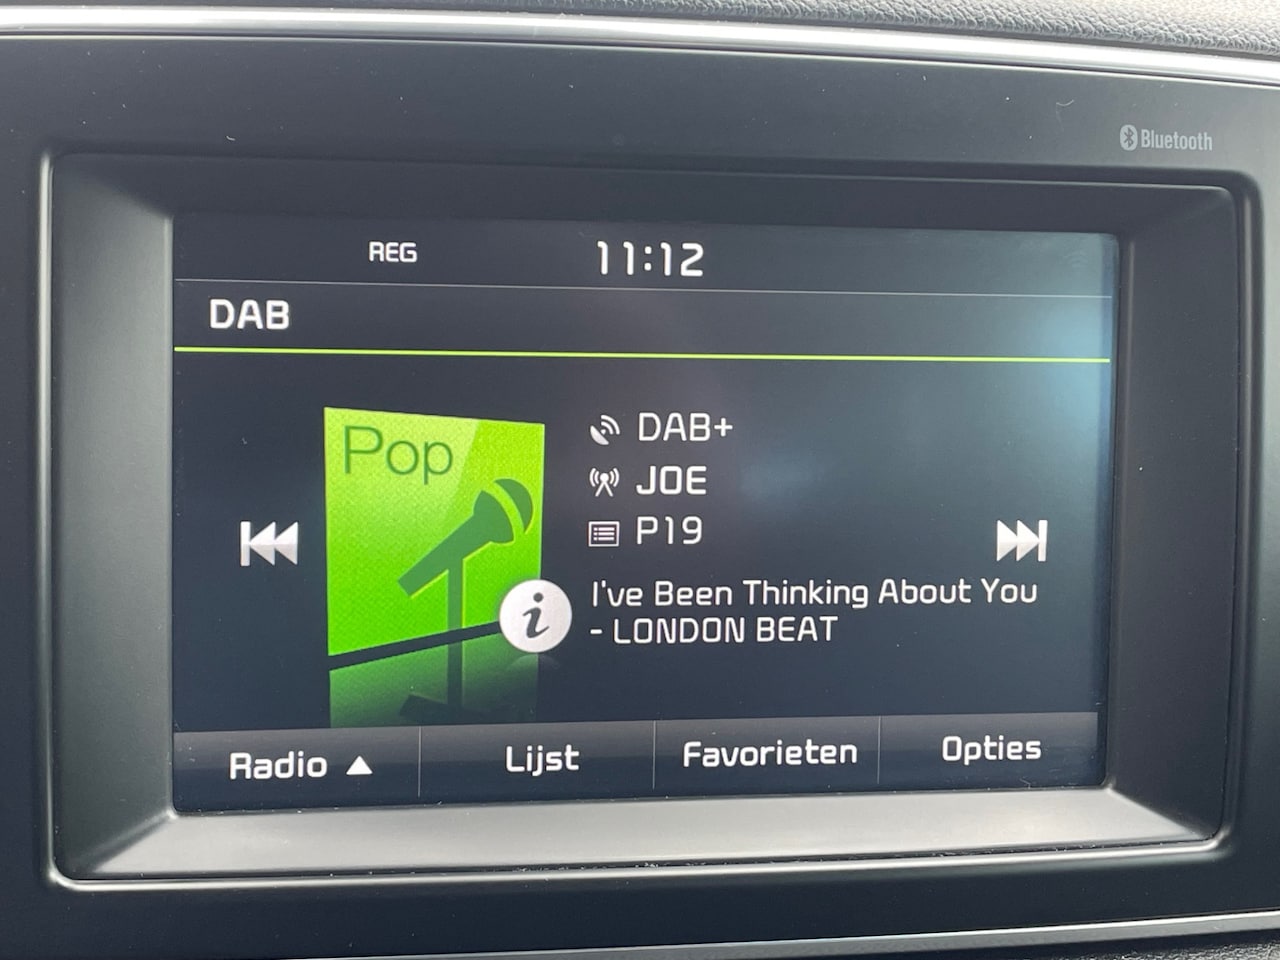 Bluetooth
REG 11:12
DAB
Pop
DAB+
JOE
P19
I've Been Thinking About You
- LONDON BEAT
Radio ▲ Lijst Favorieten Opties